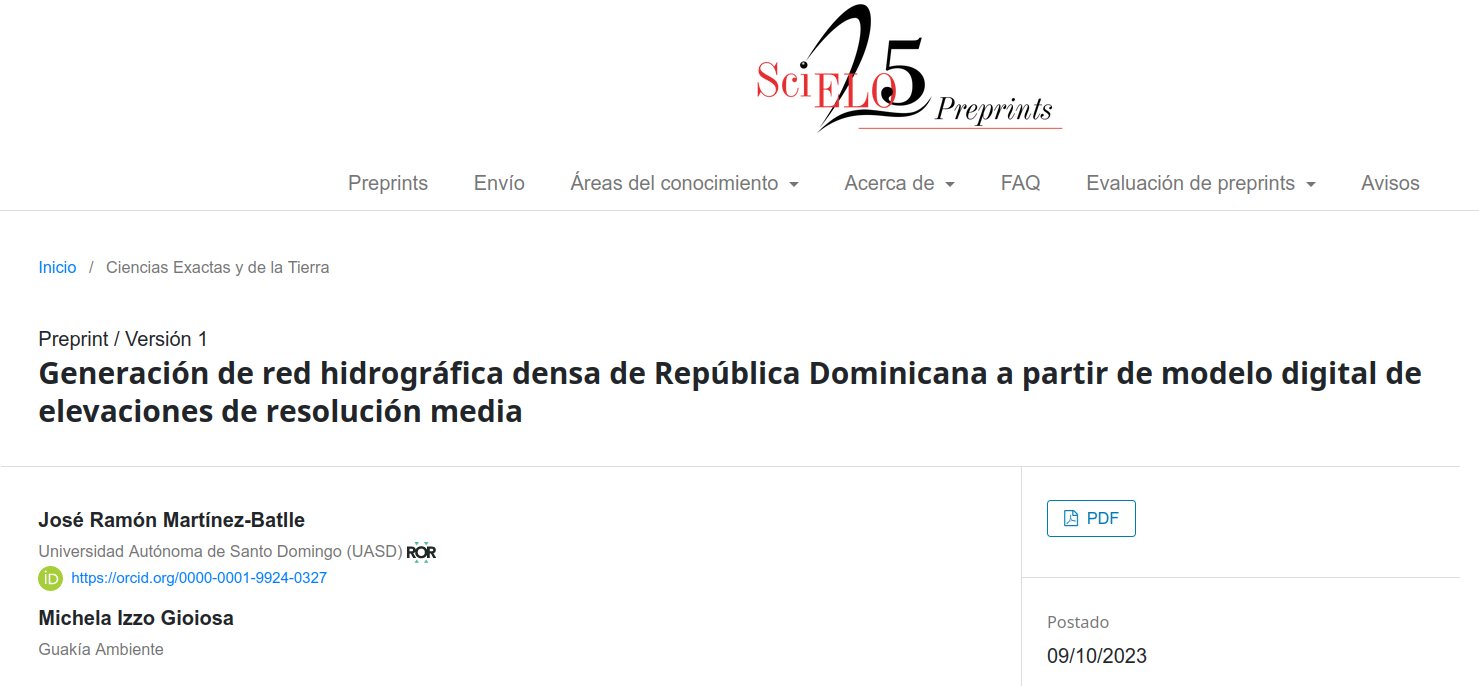 SciELO 25 Preprints
Preprints Envío Áreas del conocimiento Acerca de FAQ Evaluación de preprints Avisos
Inicio / Ciencias Exactas y de la Tierra
Preprint / Versión 1
Generación de red hidrográfica densa de República Dominicana a partir de modelo digital de
elevaciones de resolución media
José Ramón Martínez-Batlle
Universidad Autónoma de Santo Domingo (UASD) ROR
iD https://orcid.org/0000-0001-9924-0327
Michela Izzo Gioiosa
Guakía Ambiente
PDF
Postado
09/10/2023